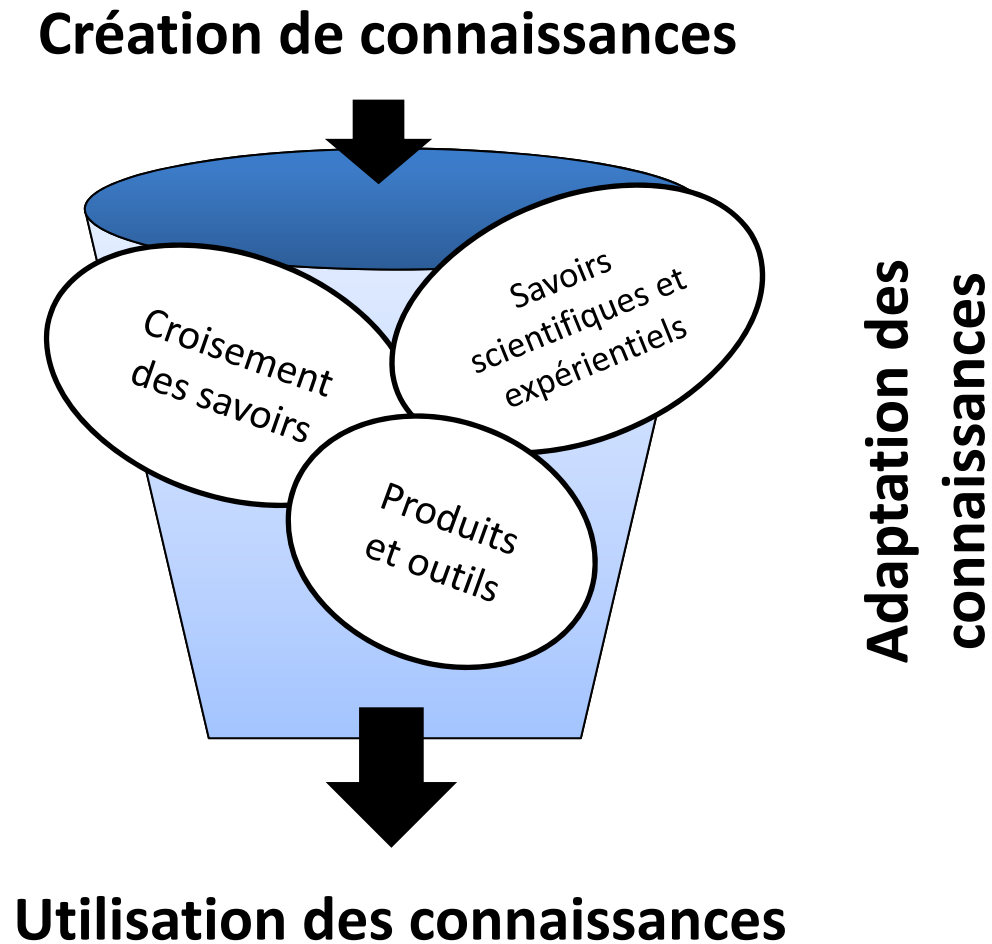 Création de connaissances
Croisement
des savoirs
Savoirs
scientifiques et
expérientiels
Produits
et outils
Adaptation des
connaissances
Utilisation des connaissances